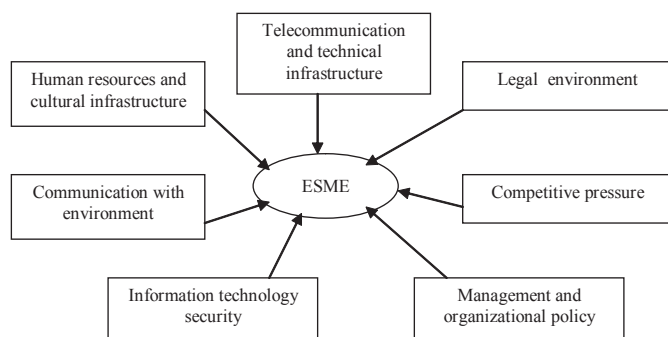 Telecommunication
and technical
infrastructure
Human resources and
cultural infrastructure
Legal environment
ESME
Communication with
environment
Competitive pressure
Information technology
security
Management and
organizational policy